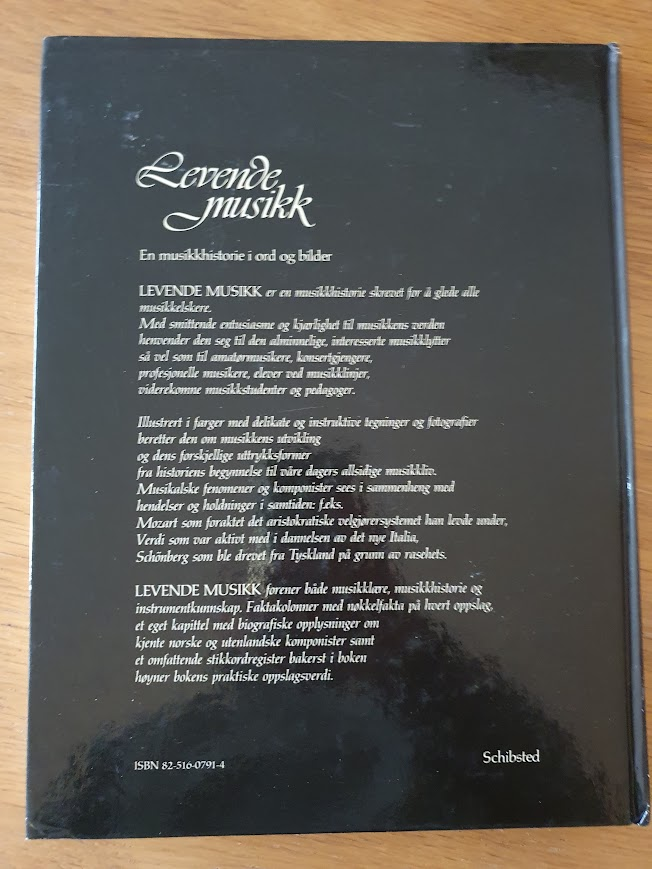 Levende
musikk
En musikkhistorie i ord og bilder
LEVENDE MUSIKK er en musikkhistorie skrevet for å glede alle
musikkelskere.
Med smittende entusiasme og kjærlighet til musikkens verden
henvender den seg til den alminnelige, interesserte musikklytter
så vel som til amatørmusikere, konsertgjengere,
profesjonelle musikere, elever ved musikklinjer,
viderekomne musikkstudenter og pedagoger.
Illustrert i farger med delikate og instruktive tegninger og fotografier
beretter den om musikkens utvikling
og dens forskjellige uttrykksformer
fra historiens begynnelse til våre dagers allsidige musikkliv.
Musikalske fenomener og komponister sees i sammenheng med
hendelser og holdninger i samtiden: f.eks.
Mozart som foraktet det aristokratiske velgjørersystemet han levde under,
Verdi som var aktivt med i dannelsen av det nye Italia,
Schönberg som ble drevet fra Tyskland på grunn av rasehets.
LEVENDE MUSIKK forener både musikklære, musikkhistorie og
instrumentkunnskap. Faktakolonner med nøkkelfakta på hvert oppslag,
et eget kapittel med biografiske opplysninger om
kjente norske og utenlandske komponister samt
et omfattende stikkordregister bakerst i boken
høyner bokens praktiske oppslagsverdi.
ISBN 82-516-0791-4
Schibsted